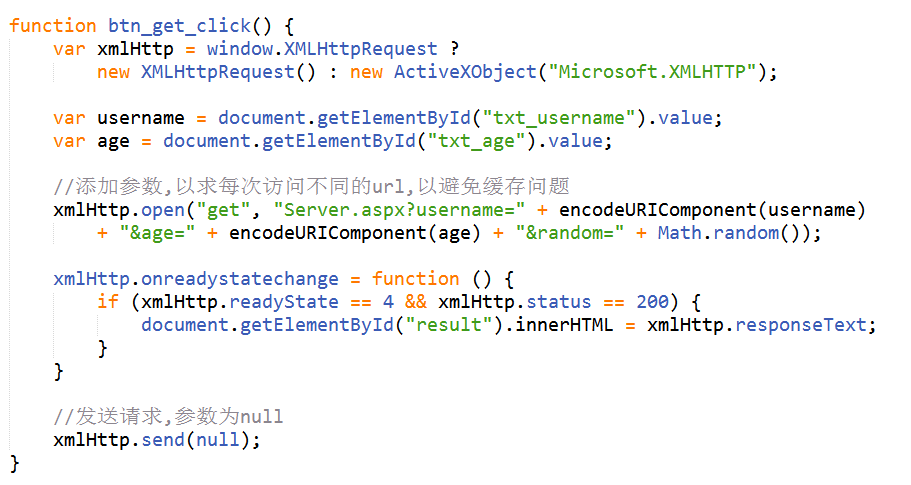 function btn_get_click() {
    var xmlHttp = window.XMLHttpRequest ?
        new XMLHttpRequest() : new ActiveXObject("Microsoft.XMLHTTP");
    var username = document.getElementById("txt_username").value;
    var age = document.getElementById("txt_age").value;
    //添加参数,以求每次访问不同的url,以避免缓存问题
    xmlHttp.open("get", "Server.aspx?username=" + encodeURIComponent(username)
        + "&age=" + encodeURIComponent(age) + "&random=" + Math.random());
    xmlHttp.onreadystatechange = function () {
        if (xmlHttp.readyState == 4 && xmlHttp.status == 200) {
            document.getElementById("result").innerHTML = xmlHttp.responseText;
        }
    }
    //发送请求,参数为null
    xmlHttp.send(null);
}